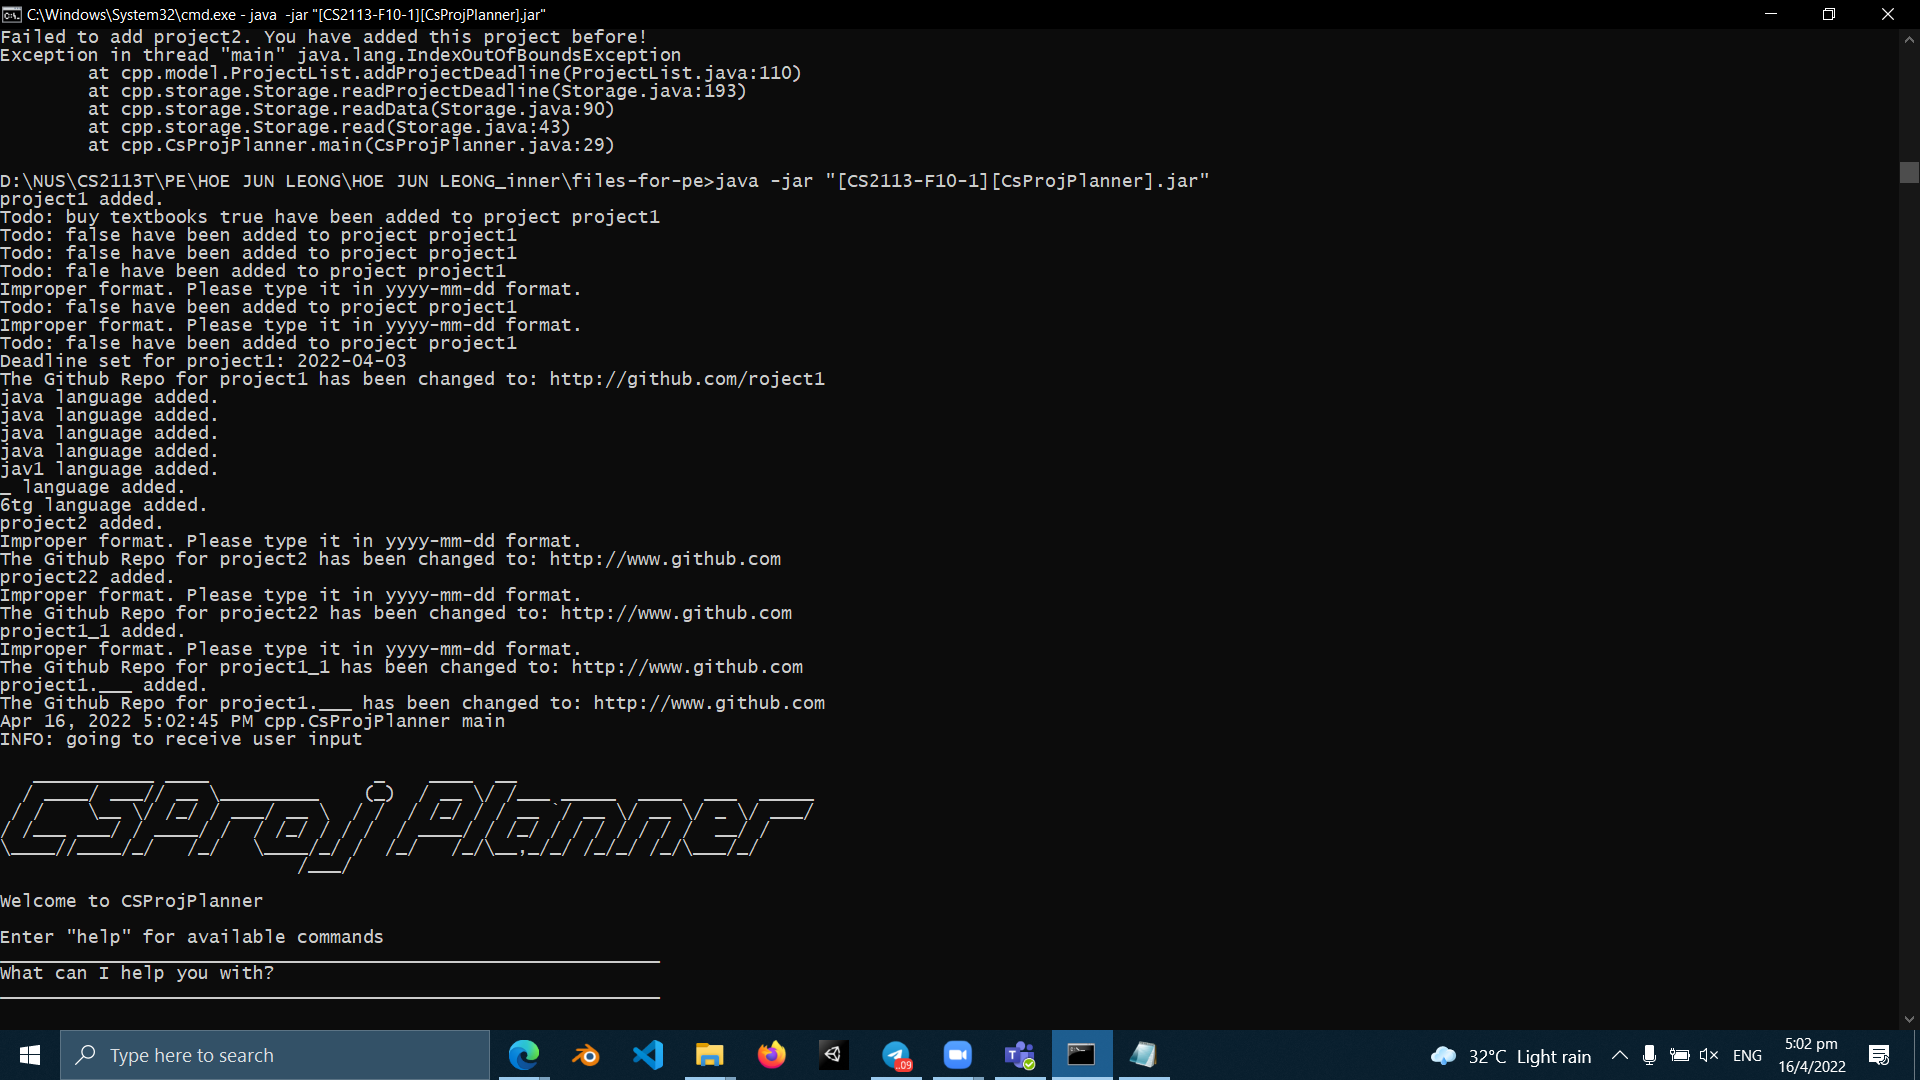 C:\Windows\System32\cmd.exe - java  -jar "[CS2113-F10-1][CsProjPlanner].jar"
Failed to add project2. You have added this project before!
Exception in thread "main" java.lang.IndexOutOfBoundsException
        at cpp.model.ProjectList.addProjectDeadline(ProjectList.java:110)
        at cpp.storage.Storage.readProjectDeadline(Storage.java:193)
        at cpp.storage.Storage.readData(Storage.java:90)
        at cpp.storage.Storage.read(Storage.java:43)
        at cpp.CsProjPlanner.main(CsProjPlanner.java:29)
D:\NUS\CS2113T\PE\HOE JUN LEONG\HOE JUN LEONG_inner\files-for-pe>java -jar "[CS2113-F10-1][CsProjPlanner].jar"
project1 added.
Todo: buy textbooks true have been added to project project1
Todo: false have been added to project project1
Todo: false have been added to project project1
Todo: fale have been added to project project1
Improper format. Please type it in yyyy-mm-dd format.
Todo: false have been added to project project1
Improper format. Please type it in yyyy-mm-dd format.
Todo: false have been added to project project1
Deadline set for project1: 2022-04-03
The Github Repo for project1 has been changed to: http://github.com/roject1
java language added.
java language added.
java language added.
java language added.
jav1 language added.
_ language added.
6tg language added.
project2 added.
Improper format. Please type it in yyyy-mm-dd format.
The Github Repo for project2 has been changed to: http://www.github.com
project22 added.
Improper format. Please type it in yyyy-mm-dd format.
The Github Repo for project22 has been changed to: http://www.github.com
project1_1 added.
Improper format. Please type it in yyyy-mm-dd format.
The Github Repo for project1_1 has been changed to: http://www.github.com
project1.___ added.
The Github Repo for project1.___ has been changed to: http://www.github.com
Apr 16, 2022 5:02:45 PM cpp.CsProjPlanner main
INFO: going to receive user input
CSProj Planner
Welcome to CSProjPlanner
Enter "help" for available commands
What can I help you with?
Type here to search
..09
32°C Light rain
ENG
5:02 pm
16/4/2022